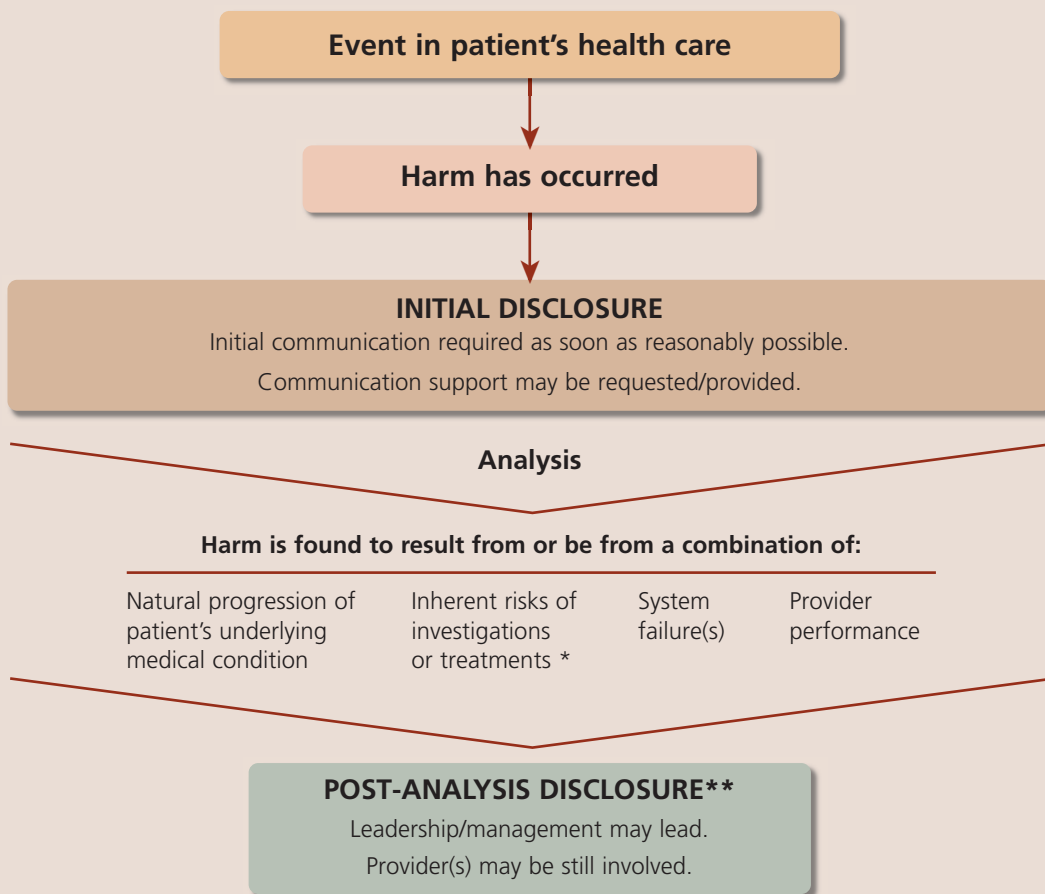 Event in patient’s health care
Harm has occurred
INITIAL DISCLOSURE
Initial communication required as soon as reasonably possible.
Communication support may be requested/provided.
Analysis
Harm is found to result from or be from a combination of:
Natural progression of
patient’s underlying
medical condition
Inherent risks of
investigations
or treatments *
System
failure(s)
Provider
performance
POST-ANALYSIS DISCLOSURE**
Leadership/management may lead.
Provider(s) may be still involved.